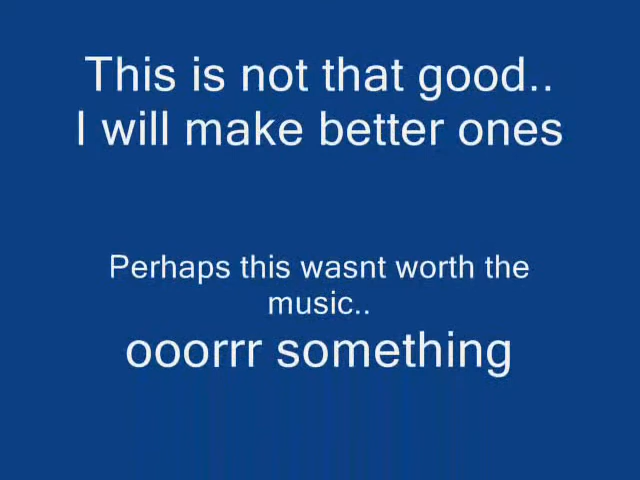 This is not that good..
I will make better ones
Perhaps this wasnt worth the
music..
ooorrr something